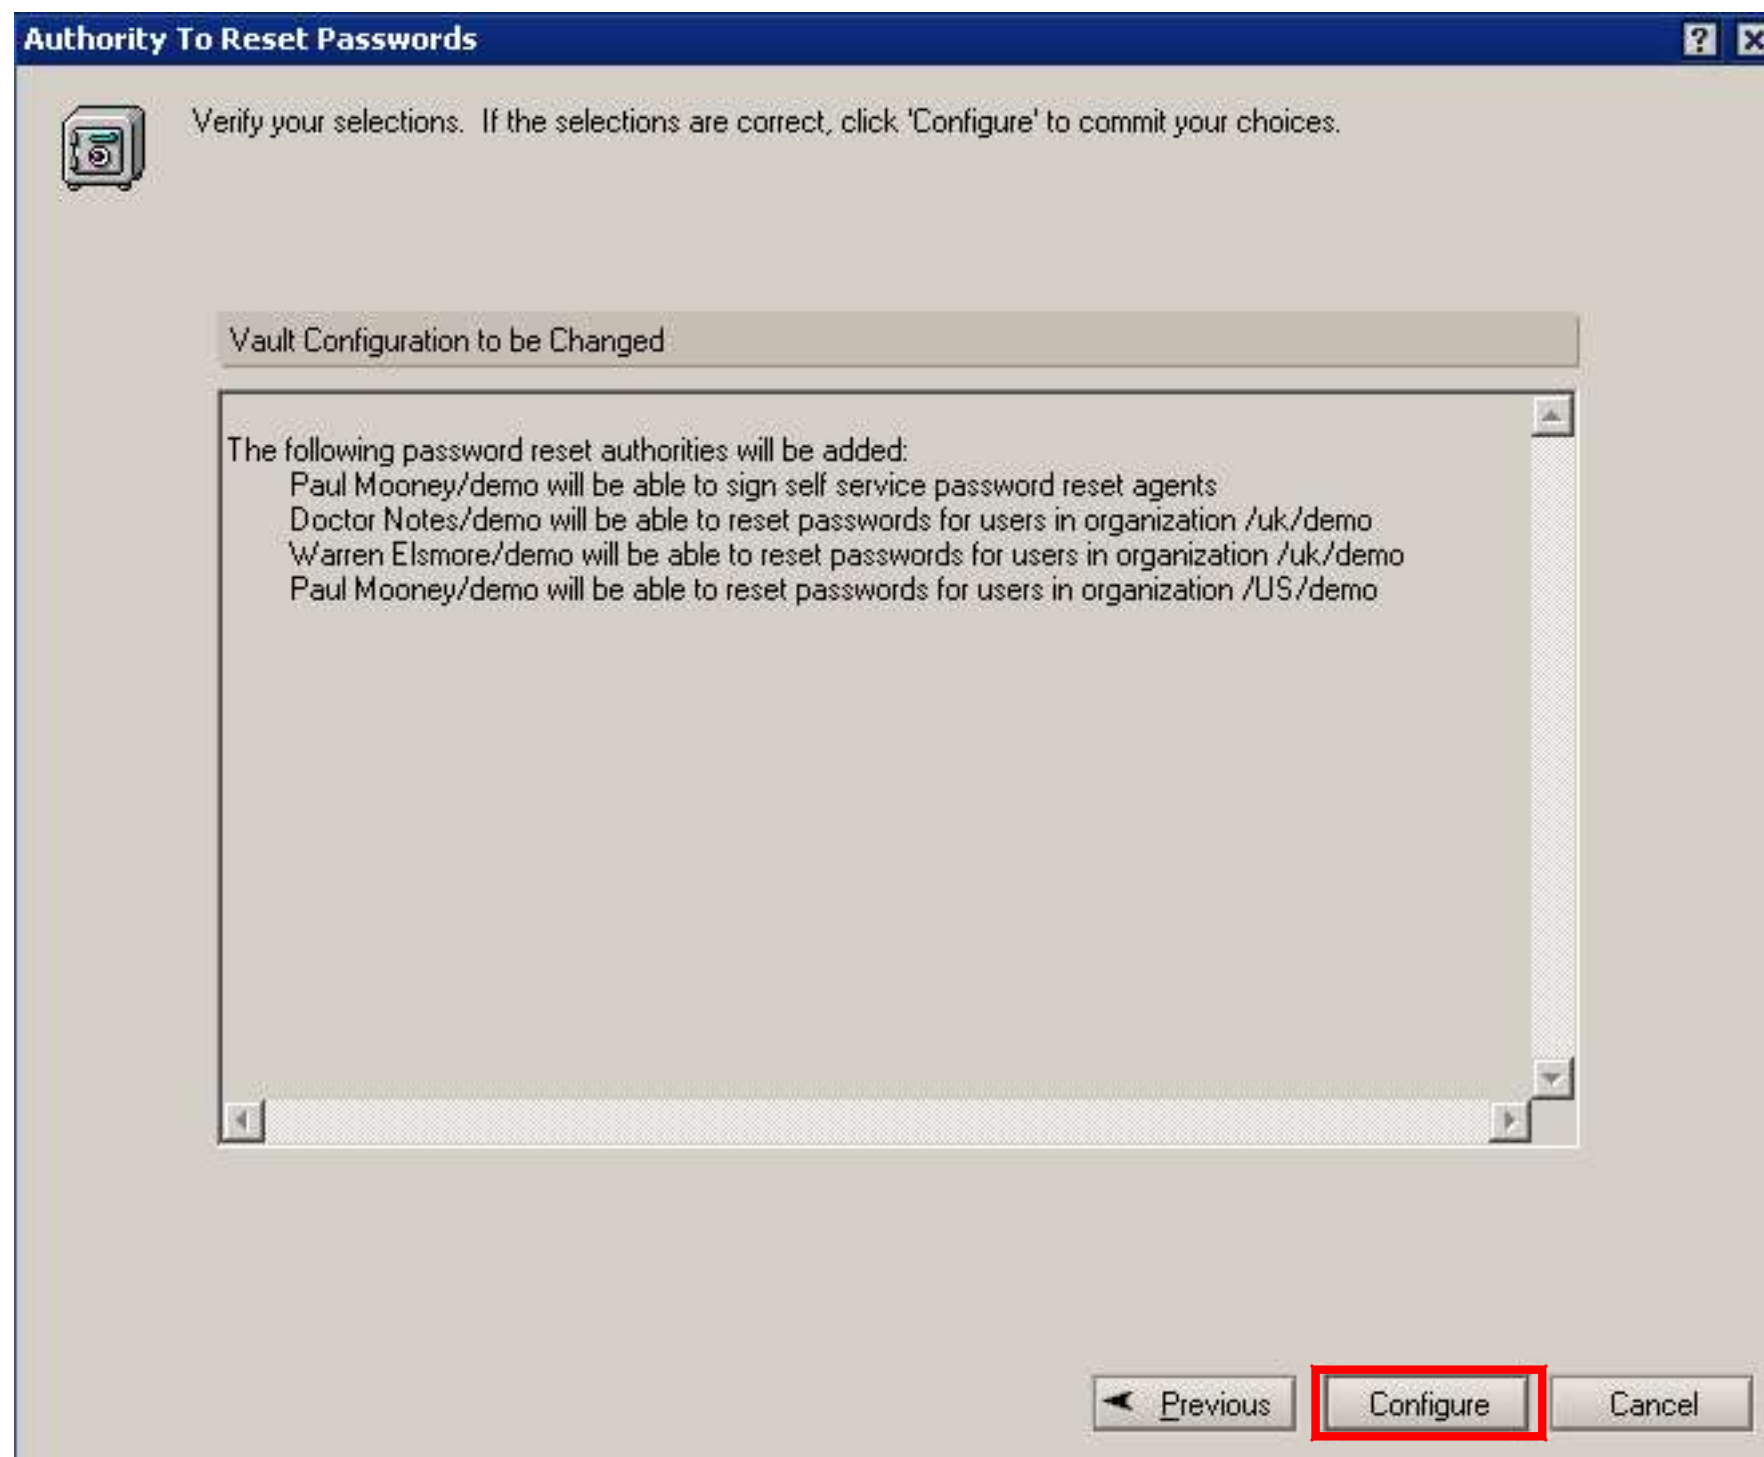 Authority To Reset Passwords
Verify your selections.  If the selections are correct, click 'Configure' to commit your choices.
Vault Configuration to be Changed
The following password reset authorities will be added:
Paul Mooney/demo will be able to sign self service password reset agents
Doctor Notes/demo will be able to reset passwords for users in organization /uk/demo
Warren Elsmore/demo will be able to reset passwords for users in organization /uk/demo
Paul Mooney/demo will be able to reset passwords for users in organization /US/demo
Previous
Configure
Cancel